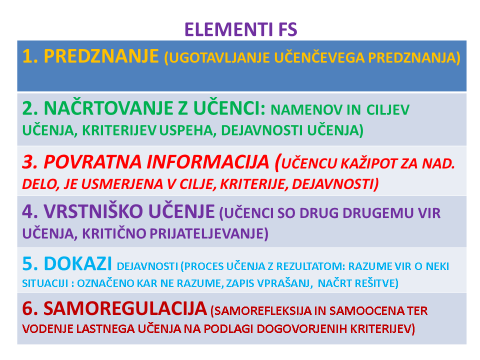 ELEMENTI FS
1. PREDZNANJE (UGOTAVLJANJE UČENČEVEGA PREDZNANJA)
2. NAČRTOVANJE Z UČENCI: NAMENOV IN CILJEV
UČENJA, KRITERIJEV USPEHA, DEJAVNOSTI UČENJA)
3. POVRATNA INFORMACIJA (UČENCU KAŽIPOT ZA NAD.
DELO, JE USMERJENA V CILJE, KRITERIJE, DEJAVNOSTI)
4. VRSTNIŠKO UČENJE (UČENCI SO DRUG DRUGEMU VIR
UČENJA, KRITIČNO PRIJATELJEVANJE)
5. DOKAZI DEJAVNOSTI (PROCES UČENJA Z REZULTATOM: RAZUME VIR O NEKI
SITUACIJI : OZNAČENO KAR NE RAZUME, ZAPIS VPRAŠANJ, NAČRT REŠITVE)
6. SAMOREGULACIJA (SAMOREFLEKSIJA IN SAMOOCENA TER
VODENJE LASTNEGA UČENJA NA PODLAGI DOGOVORJENIH KRITERIJEV)